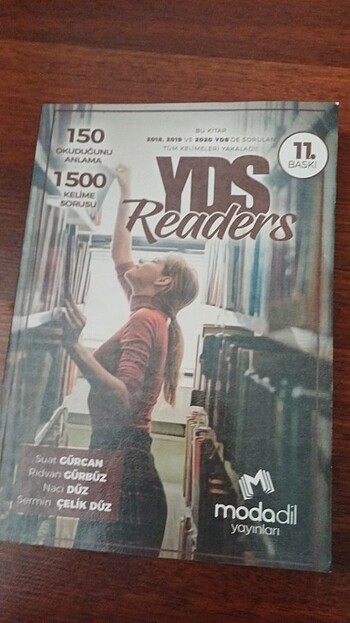 BU KİTAP
2018, 2019 VE 2020 YDS'DE SORULAN
TÜM KELİMELERİ YAKALADI!
150
OKUDUĞUNU
ANLAMA
1500
KELİME
SORUSU
11.
BASKI
YDS
Readers
Suat GÜRCAN
Rıdvan GÜRBÜZ
Naci DÜZ
Sermin ÇELİK DÜZ
modadil
yayınları